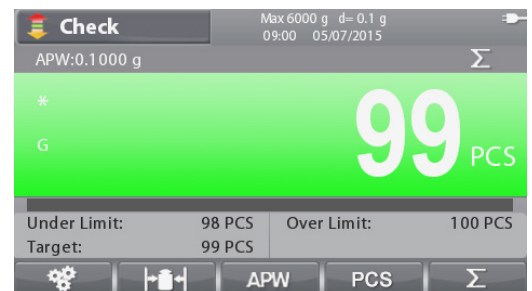 Check
Max 6000 g d= 0.1 g
09:00 05/07/2015
APW:0.1000 g Σ
*
G
99 PCS
Under Limit: 98 PCS Over Limit: 100 PCS
Target: 99 PCS
APW PCS Σ